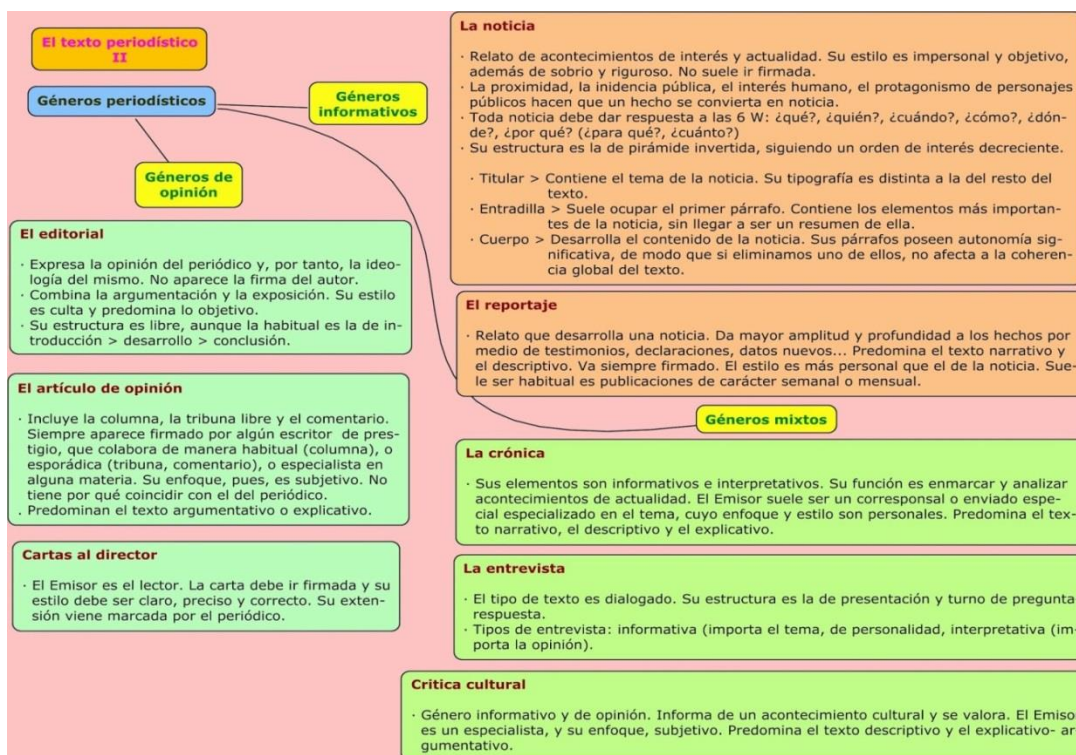 El texto periodístico
II
Géneros periodísticos
Géneros
informativos
Géneros de
opinión
El editorial
· Expresa la opinión del periódico y, por tanto, la ideo-
logía del mismo. No aparece la firma del autor.
· Combina la argumentación y la exposición. Su estilo
es culta y predomina lo objetivo.
· Su estructura es libre, aunque la habitual es la de in-
troducción > desarrollo > conclusión.
El artículo de opinión
· Incluye la columna, la tribuna libre y el comentario.
Siempre aparece firmado por algún escritor de pres-
tigio, que colabora de manera habitual (columna), o
esporádica (tribuna, comentario), o especialista en
alguna materia. Su enfoque, pues, es subjetivo. No
tiene por qué coincidir con el del periódico.
. Predominan el texto argumentativo o explicativo.
Cartas al director
· El Emisor es el lector. La carta debe ir firmada y su
estilo debe ser claro, preciso y correcto. Su exten-
sión viene marcada por el periódico.
La noticia
· Relato de acontecimientos de interés y actualidad. Su estilo es impersonal y objetivo,
además de sobrio y riguroso. No suele ir firmada.
· La proximidad, la inidencia pública, el interés humano, el protagonismo de personajes
públicos hacen que un hecho se convierta en noticia.
· Toda noticia debe dar respuesta a las 6 W: ¿qué?, ¿quién?, ¿cuándo?, ¿cómo?, ¿dón-
de?, ¿por qué? (¿para qué?, ¿cuánto?)
· Su estructura es la de pirámide invertida, siguiendo un orden de interés decreciente.
· Titular > Contiene el tema de la noticia. Su tipografía es distinta a la del resto del
texto.
· Entradilla > Suele ocupar el primer párrafo. Contiene los elementos más importan-
tes de la noticia, sin llegar a ser un resumen de ella.
· Cuerpo > Desarrolla el contenido de la noticia. Sus párrafos poseen autonomía sig-
nificativa, de modo que si eliminamos uno de ellos, no afecta a la coheren-
cia global del texto.
El reportaje
· Relato que desarrolla una noticia. Da mayor amplitud y profundidad a los hechos por
medio de testimonios, declaraciones, datos nuevos... Predomina el texto narrativo y
el descriptivo. Va siempre firmado. El estilo es más personal que el de la noticia. Sue-
le ser habitual es publicaciones de carácter semanal o mensual.
Géneros mixtos
La crónica
· Sus elementos son informativos e interpretativos. Su función es enmarcar y analizar
acontecimientos de actualidad. El Emisor suele ser un corresponsal o enviado espe-
cial especializado en el tema, cuyo enfoque y estilo son personales. Predomina el tex-
to narrativo, el descriptivo y el explicativo.
La entrevista
· El tipo de texto es dialogado. Su estructura es la de presentación y turno de pregunta
respuesta.
· Tipos de entrevista: informativa (importa el tema, de personalidad, interpretativa (im-
porta la opinión).
Critica cultural
· Género informativo y de opinión. Informa de un acontecimiento cultural y se valora. El Emiso
es un especialista, y su enfoque, subjetivo. Predomina el texto descriptivo y el explicativo- ar
gumentativo.